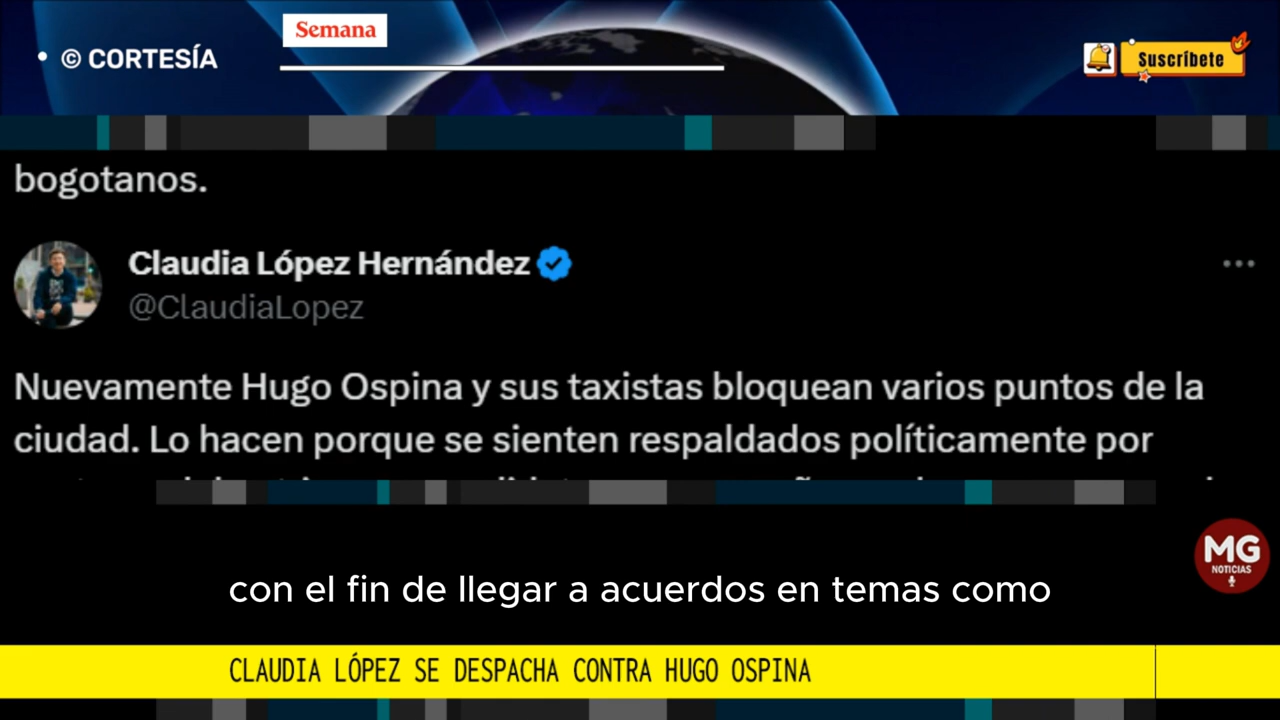 © CORTESÍA
Semana
Suscríbete
bogotanos.
Claudia López Hernández
@ClaudiaLopez
Nuevamente Hugo Ospina y sus taxistas bloquean varios puntos de la
ciudad. Lo hacen porque se sienten respaldados políticamente por
MG
NOTICIAS
con el fin de llegar a acuerdos en temas como
CLAUDIA LÓPEZ SE DESPACHA CONTRA HUGO OSPINA